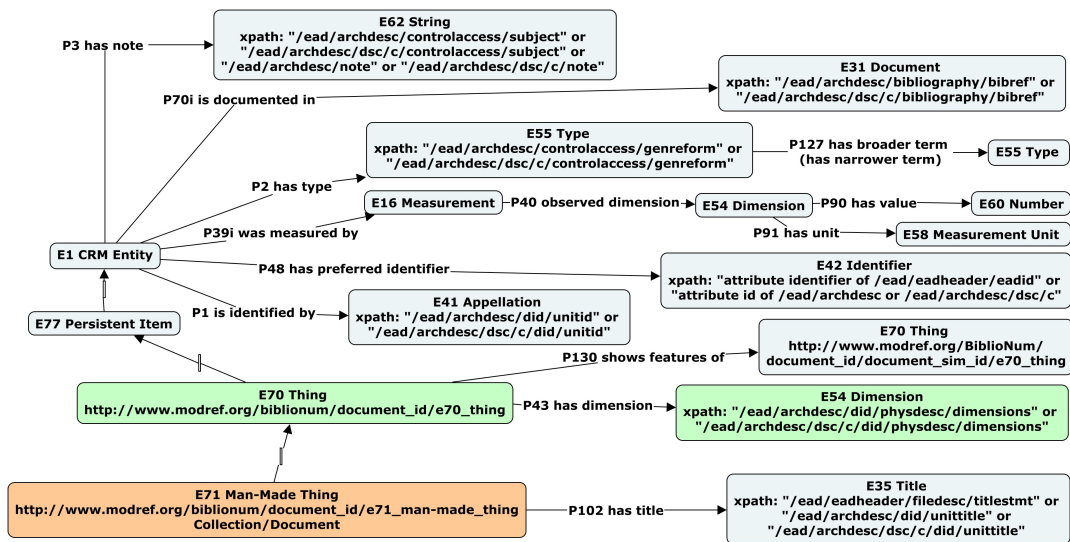 E62 String
xpath: "/ead/archdesc/controlaccess/subject" or
"/ead/archdesc/dsc/c/controlaccess/subject" or
"/ead/archdesc/note" or "/ead/archdesc/dsc/c/note"
P3 has note
E31 Document
xpath: "/ead/archdesc/bibliography/bibref" or
"/ead/archdesc/dsc/c/bibliography/bibref"
P70i is documented in
E55 Type
xpath: "/ead/archdesc/controlaccess/genreform" or
"/ead/archdesc/dsc/c/controlaccess/genreform"
P127 has broader term
(has narrower term)
E55 Type
P2 has type
E16 Measurement
P40 observed dimension
E54 Dimension
P90 has value
E60 Number
P39i was measured by
P91 has unit
E58 Measurement Unit
E1 CRM Entity
P48 has preferred identifier
E42 Identifier
xpath: "attribute identifier of /ead/eadheader/eadid" or
"attribute id of /ead/archdesc or /ead/archdesc/dsc/c"
P1 is identified by
E41 Appellation
xpath: "/ead/archdesc/did/unitid" or
"/ead/archdesc/dsc/c/did/unitid"
E77 Persistent Item
P130 shows features of
E70 Thing
http://www.modref.org/BiblioNum/
document_id/document_sim_id/e70_thing
E70 Thing
http://www.modref.org/biblionum/document_id/e70_thing
P43 has dimension
E54 Dimension
xpath: "/ead/archdesc/did/physdesc/dimensions" or
"/ead/archdesc/dsc/c/did/physdesc/dimensions"
E71 Man-Made Thing
http://www.modref.org/biblionum/document_id/e71_man-made_thing
Collection/Document
P102 has title
E35 Title
xpath: "/ead/eadheader/filedesc/titlestmt" or
"/ead/archdesc/did/unittitle" or
"/ead/archdesc/dsc/c/did/unittitle"